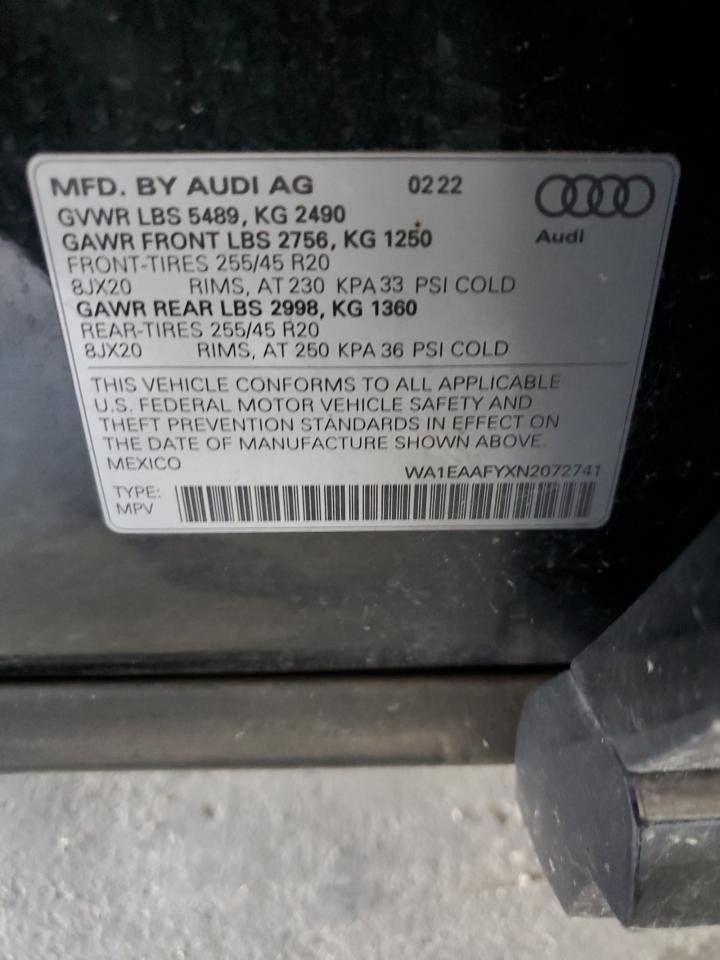 MFD. BY AUDI AG 02 22
GVWR LBS 5489, KG 2490
GAWR FRONT LBS 2756, KG 1250
Audi
FRONT-TIRES 255/45 R20
8JX20 RIMS, AT 230 KPA 33 PSI COLD
GAWR REAR LBS 2998, KG 1360
REAR-TIRES 255/45 R20
8JX20 RIMS, AT 250 KPA 36 PSI COLD
THIS VEHICLE CONFORMS TO ALL APPLICABLE
U.S. FEDERAL MOTOR VEHICLE SAFETY AND
THEFT PREVENTION STANDARDS IN EFFECT ON
THE DATE OF MANUFACTURE SHOWN ABOVE.
MEXICO WA1EAAFYXN2072741
TYPE:
MPV